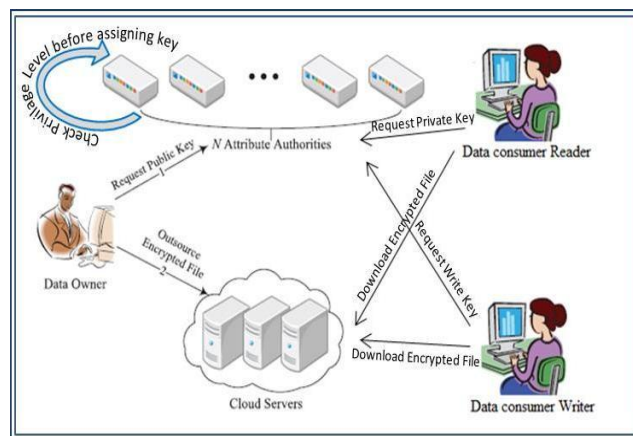 Check Privilage Level before assigning key
N Attribute Authorities
Request Private Key
Data consumer Reader
Request Public Key
1
Data Owner
Outsource
Encrypted File
2
Download Encrypted File
Request Write Key
Download Encrypted File
Cloud Servers
Data consumer Writer